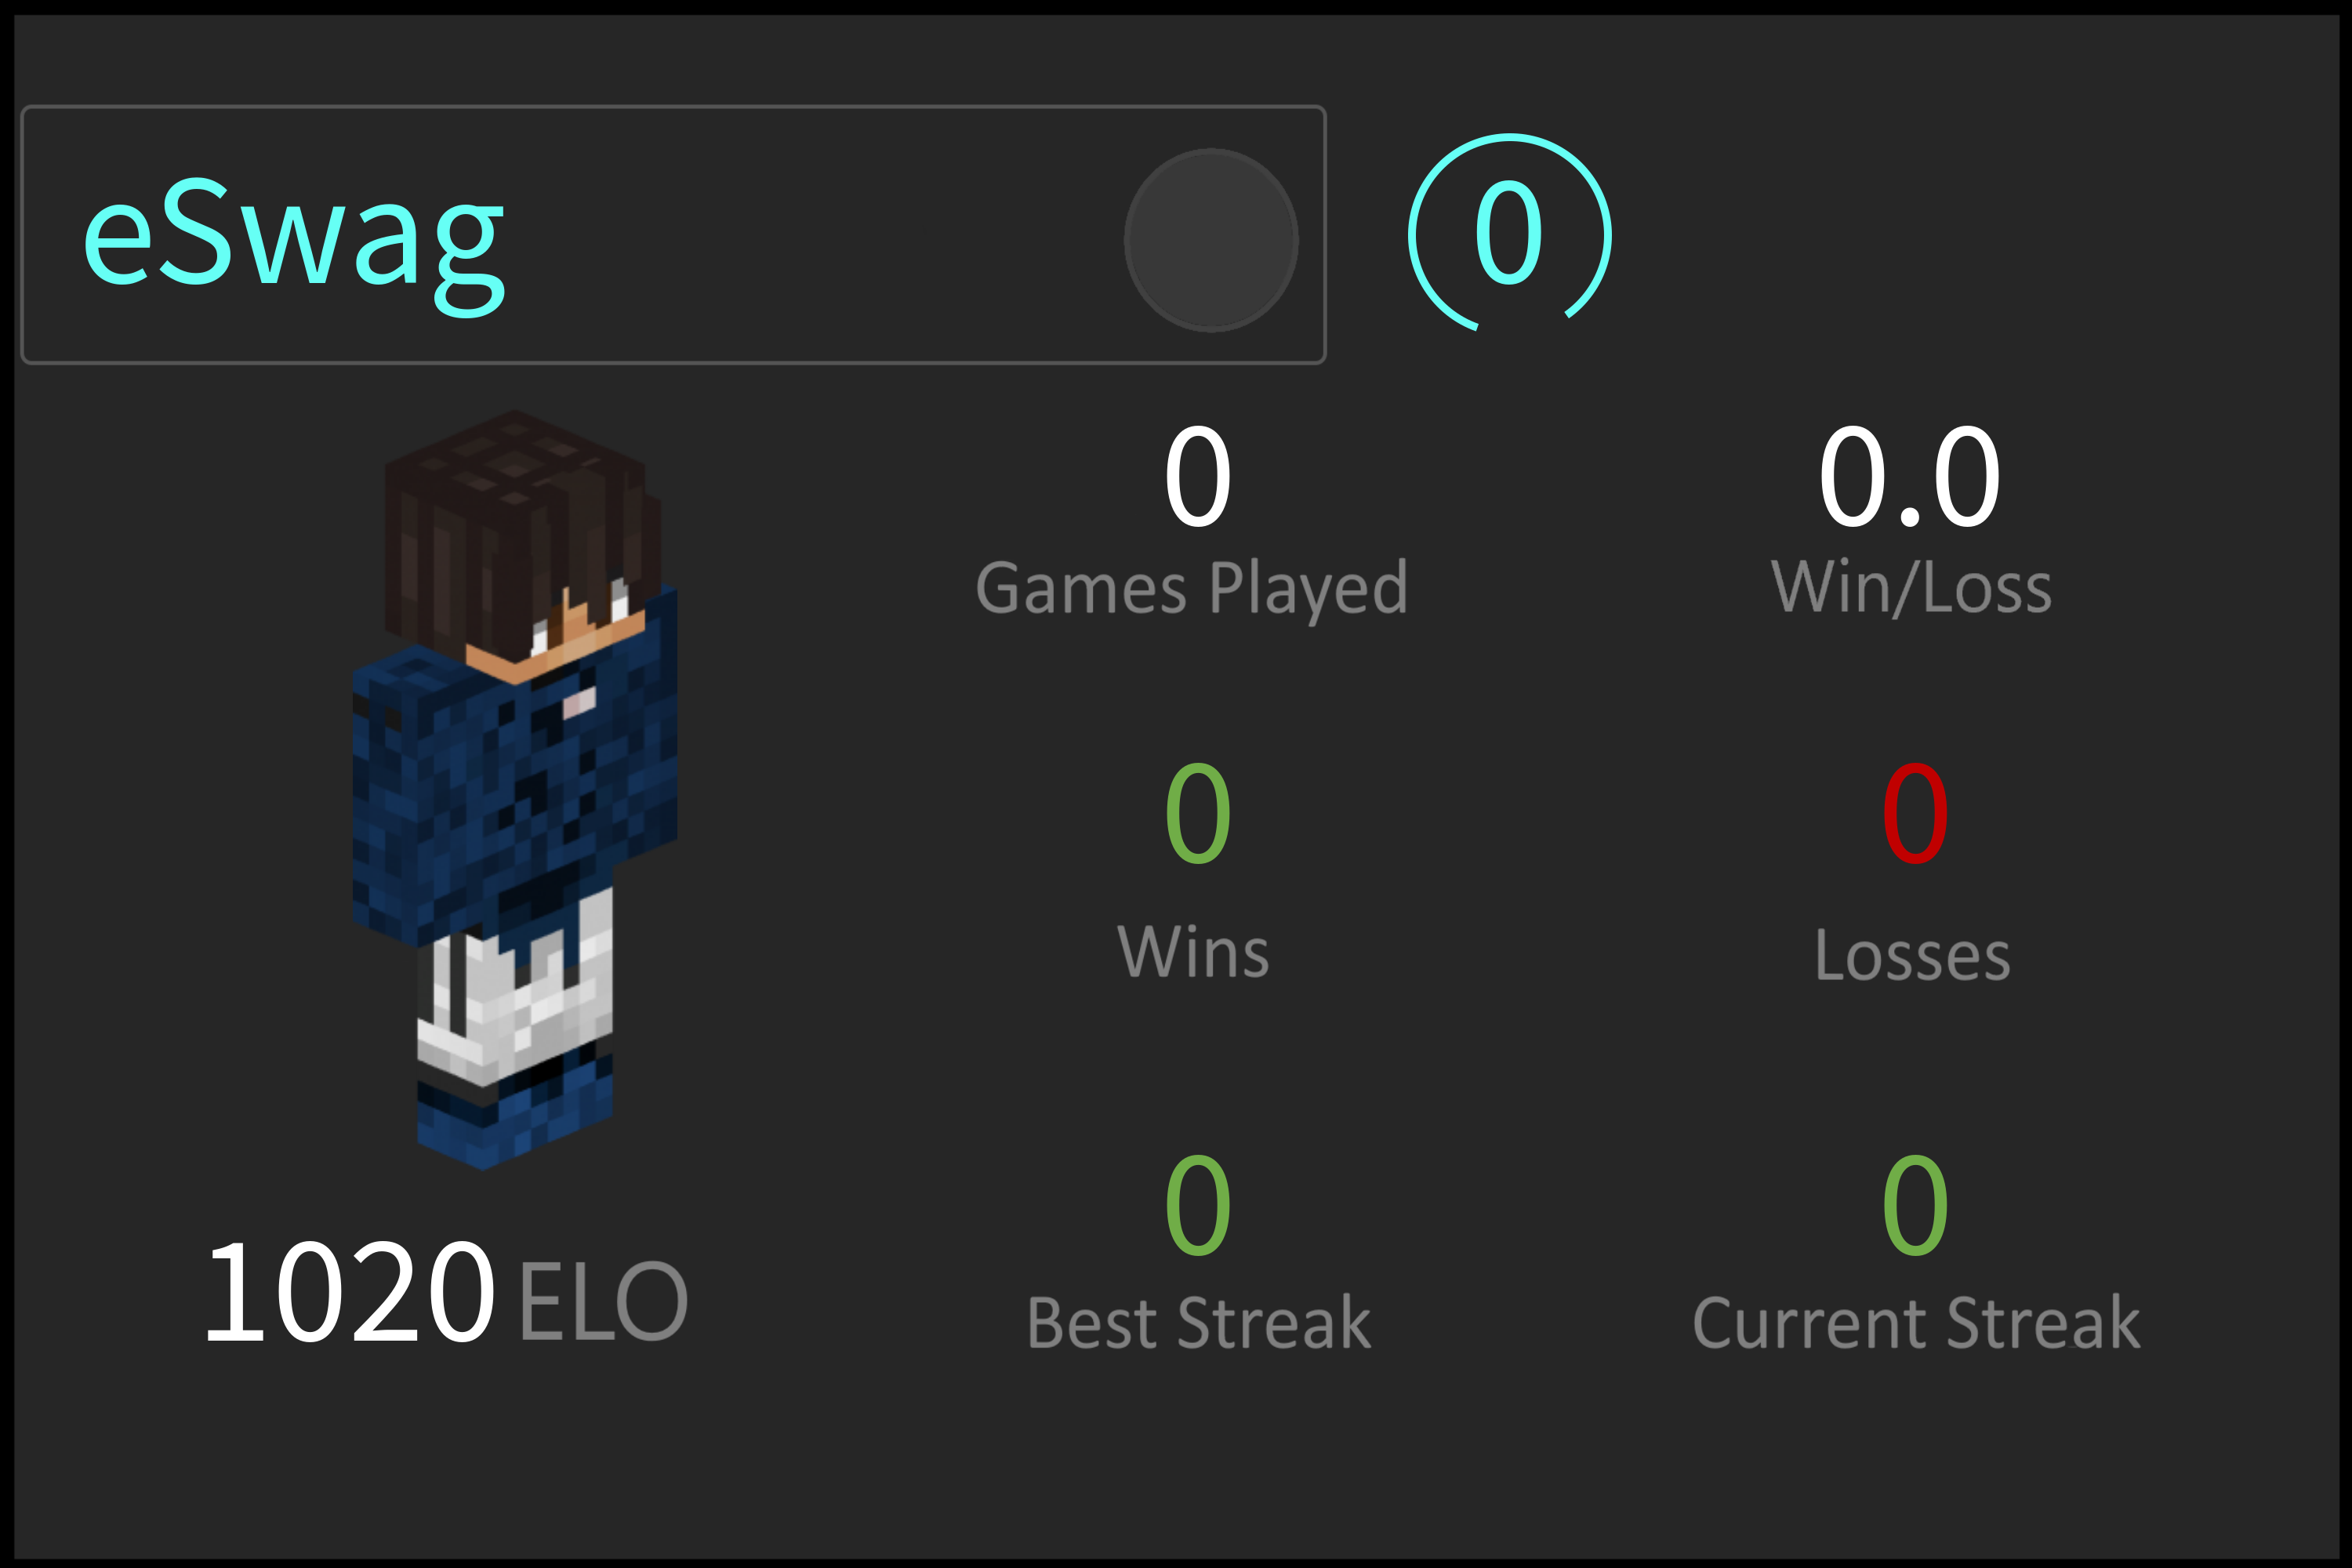 eSwag
0
0
Games Played
0.0
Win/Loss
0
Wins
0
Losses
1020 ELO
0
Best Streak
0
Current Streak